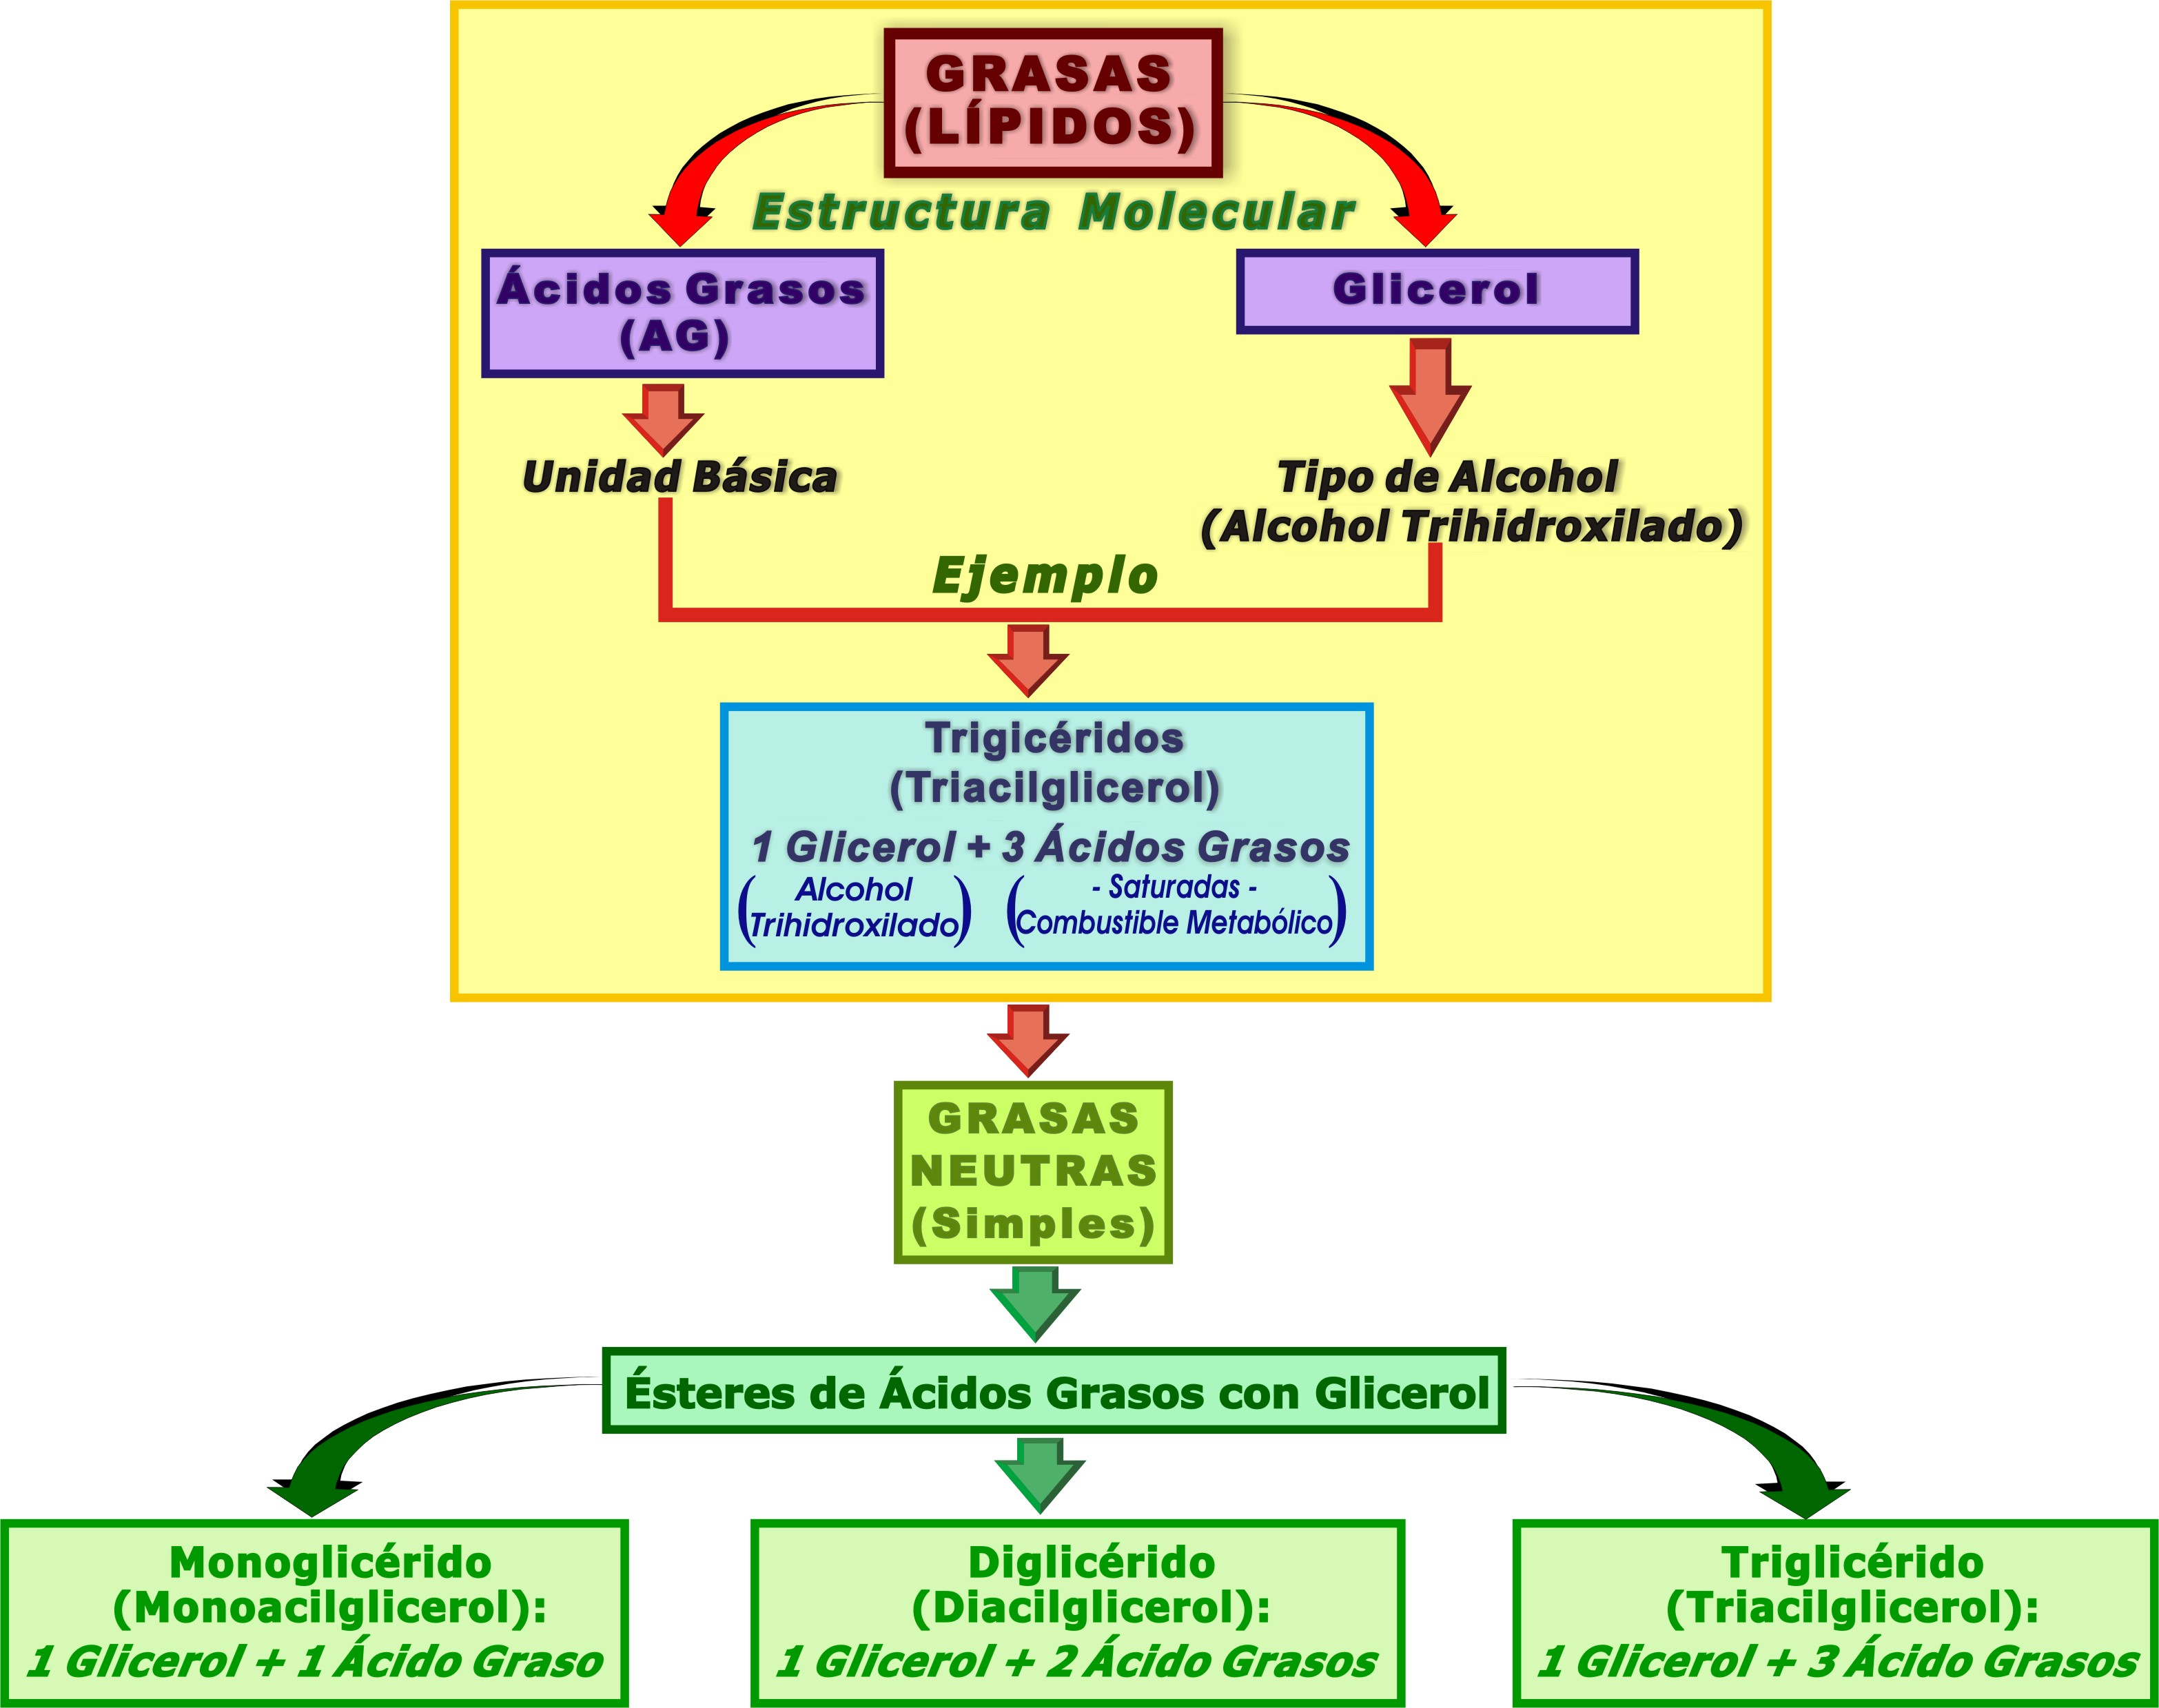 GRASAS
(LÍPIDOS)
Estructura Molecular
Ácidos Grasos
(AG)
Glicerol
Unidad Básica
Tipo de Alcohol
(Alcohol Trihidroxilado)
Ejemplo
Trigicéridos
(Triacilglicerol)
1 Glicerol + 3 Ácidos Grasos
(Alcohol
Trihidroxilado)
(- Saturadas -
Combustible Metabólico)
GRASAS
NEUTRAS
(Simples)
Ésteres de Ácidos Grasos con Glicerol
Monoglicérido
(Monoacilglicerol):
1 Glicerol + 1 Ácido Graso
Diglicérido
(Diacilglicerol):
1 Glicerol + 2 Ácido Grasos
Triglicérido
(Triacilglicerol):
1 Glicerol + 3 Ácido Grasos